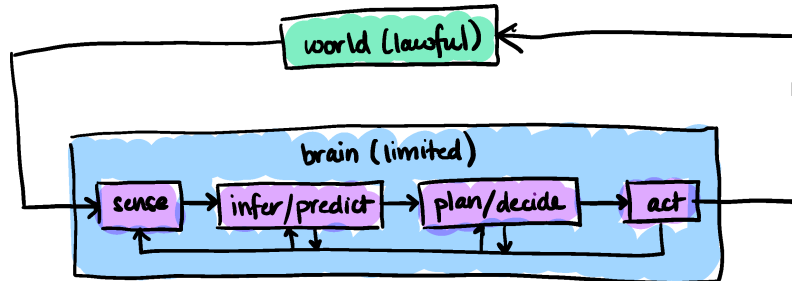 world (lawful)
brain (limited)
sense
infer/predict
plan/decide
act